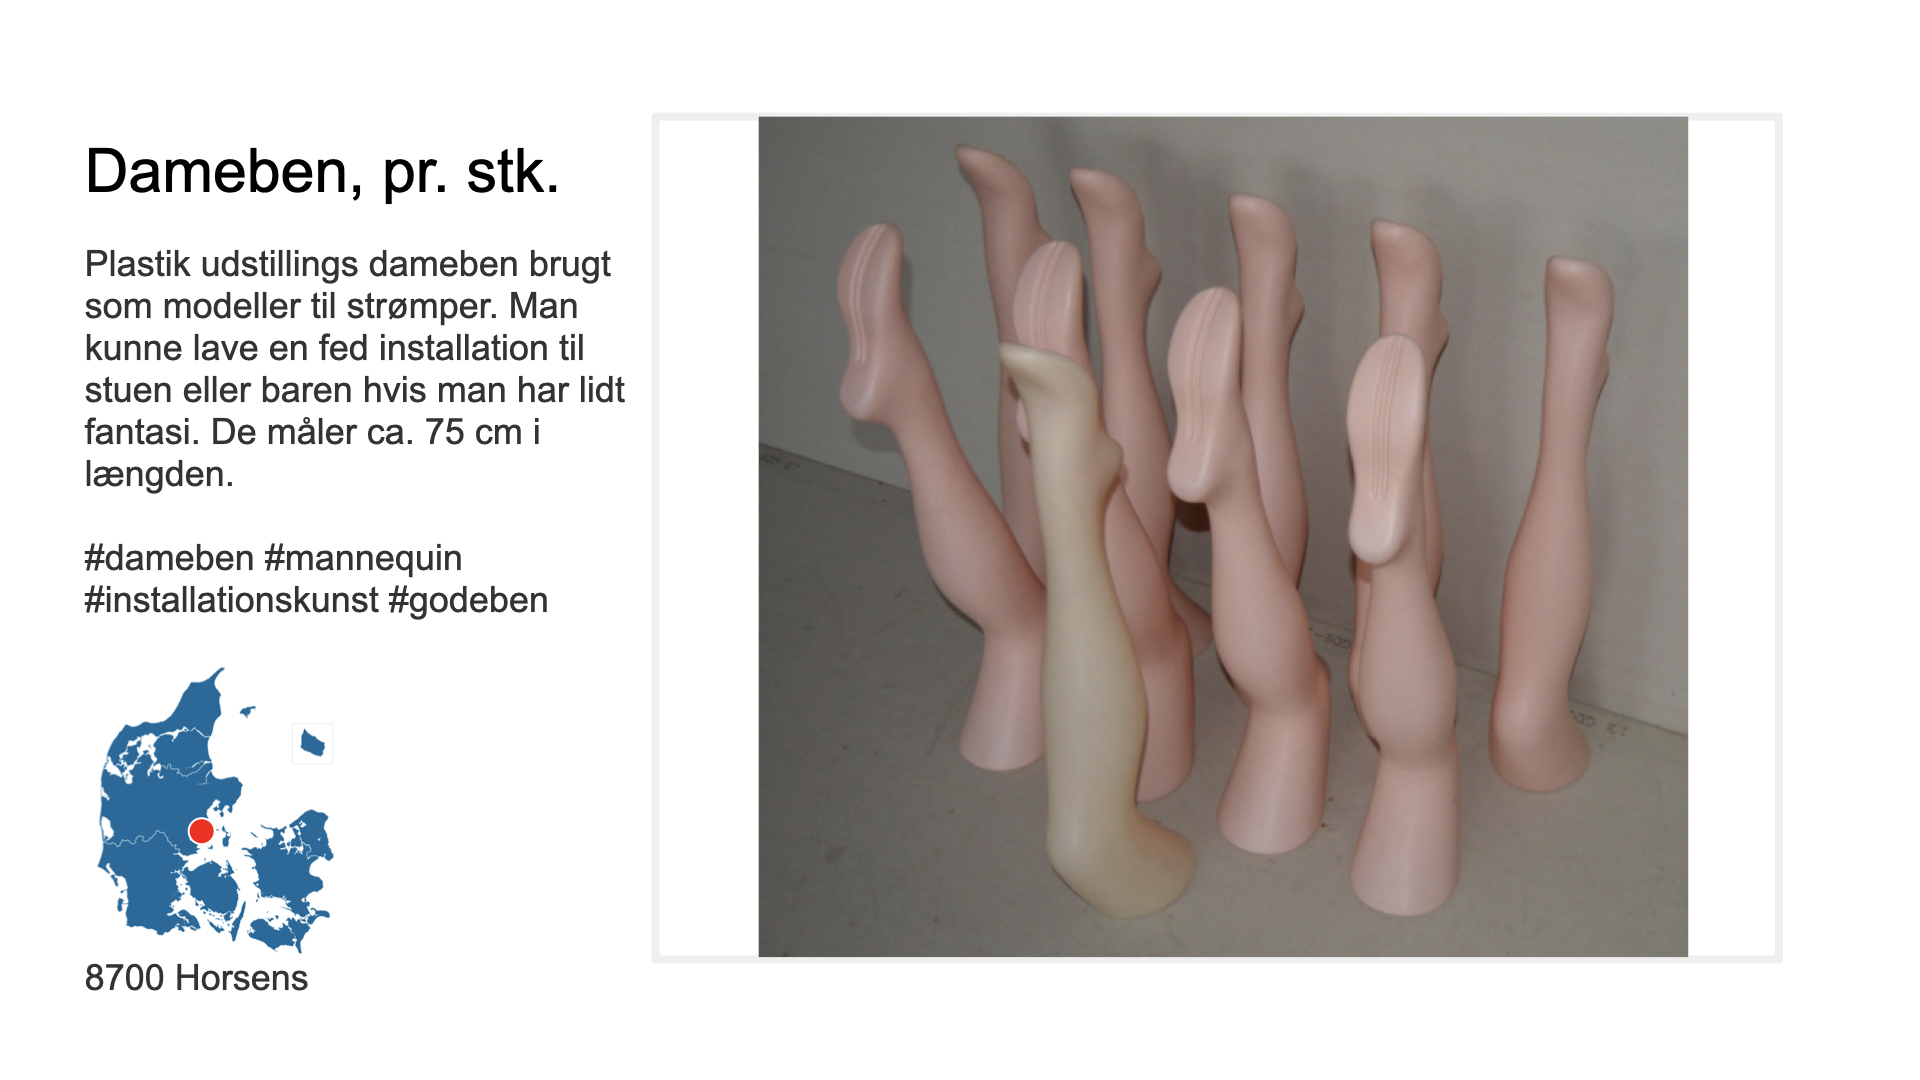 Dameben, pr. stk.
Plastik udstillings dameben brugt
som modeller til strømper. Man
kunne lave en fed installation til
stuen eller baren hvis man har lidt
fantasi. De måler ca. 75 cm i
længden.
#dameben #mannequin
#installationskunst #godeben
8700 Horsens